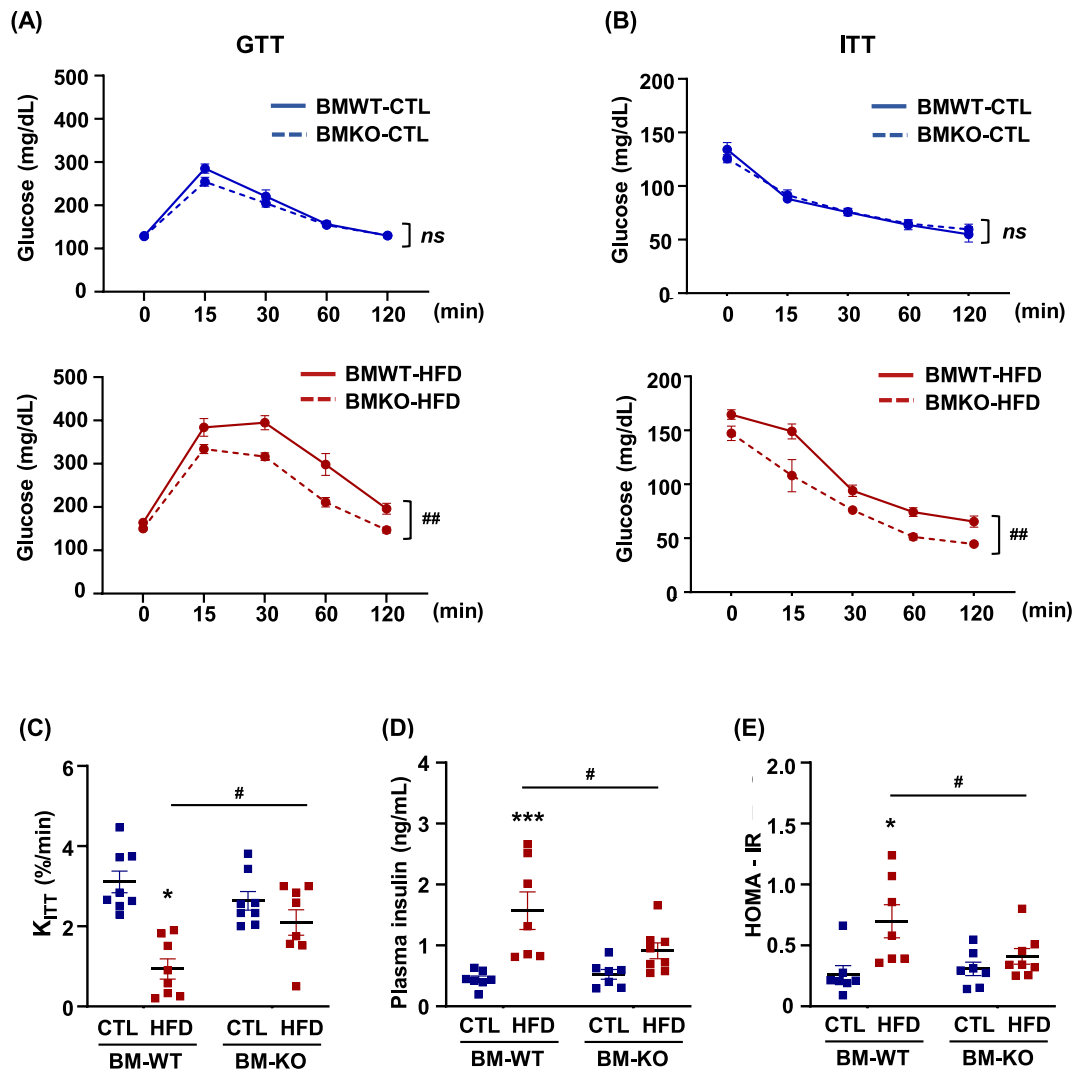 (A)
GTT
Glucose (mg/dL)
500
400
300
200
100
0
BMWT-CTL
BMKO-CTL
ns
0 15 30 60 120 (min)
(B)
ITT
Glucose (mg/dL)
200
150
100
50
0
BMWT-CTL
BMKO-CTL
ns
0 15 30 60 120 (min)
Glucose (mg/dL)
500
400
300
200
100
0
BMWT-HFD
BMKO-HFD
##
0 15 30 60 120 (min)
Glucose (mg/dL)
200
150
100
50
0
BMWT-HFD
BMKO-HFD
##
0 15 30 60 120 (min)
(C)
KITT (%/min)
6
4
2
0
#
*
CTL HFD CTL HFD
BM-WT BM-KO
(D)
Plasma insulin (ng/mL)
4
3
2
1
0
#
***
CTL HFD CTL HFD
BM-WT BM-KO
(E)
HOMA - IR
2.0
1.5
1.0
0.5
0
#
*
CTL HFD CTL HFD
BM-WT BM-KO